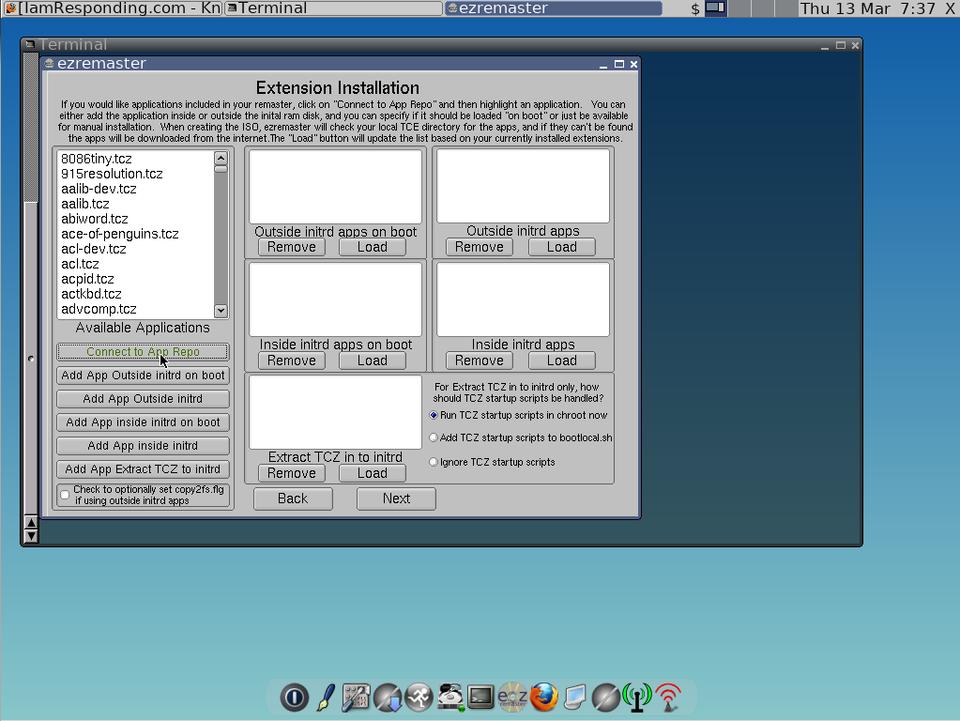 [IamResponding.com - Kn
Terminal
ezremaster
$
Thu 13 Mar 7:37 X
Terminal
ezremaster
Extension Installation
If you would like applications included in your remaster, click on "Connect to App Repo" and then highlight an application. You can
either add the application inside or outside the inital ram disk, and you can specify if it should be loaded "on boot" or just be available
for manual installation. When creating the ISO, ezremaster will check your local TCE directory for the apps, and if they can't be found
the apps will be downloaded from the internet.The "Load" button will update the list based on your currently installed extensions.
8086tiny.tcz
915resolution.tcz
aalib-dev.tcz
aalib.tcz
abiword.tcz
ace-of-penguins.tcz
acl-dev.tcz
acl.tcz
acpid.tcz
actkbd.tcz
advcomp.tcz
Available Applications
Connect to App Repo
Add App Outside initrd on boot
Add App Outside initrd
Add App inside initrd on boot
Add App inside initrd
Add App Extract TCZ to initrd
Check to optionally set copy2fs.flg
if using outside initrd apps
Outside initrd apps on boot
Remove
Load
Outside initrd apps
Remove
Load
Inside initrd apps on boot
Remove
Load
Inside initrd apps
Remove
Load
Extract TCZ in to initrd
Remove
Load
For Extract TCZ in to initrd only, how
should TCZ startup scripts be handled?
Run TCZ startup scripts in chroot now
Add TCZ startup scripts to bootlocal.sh
Ignore TCZ startup scripts
Back
Next
ezremaster